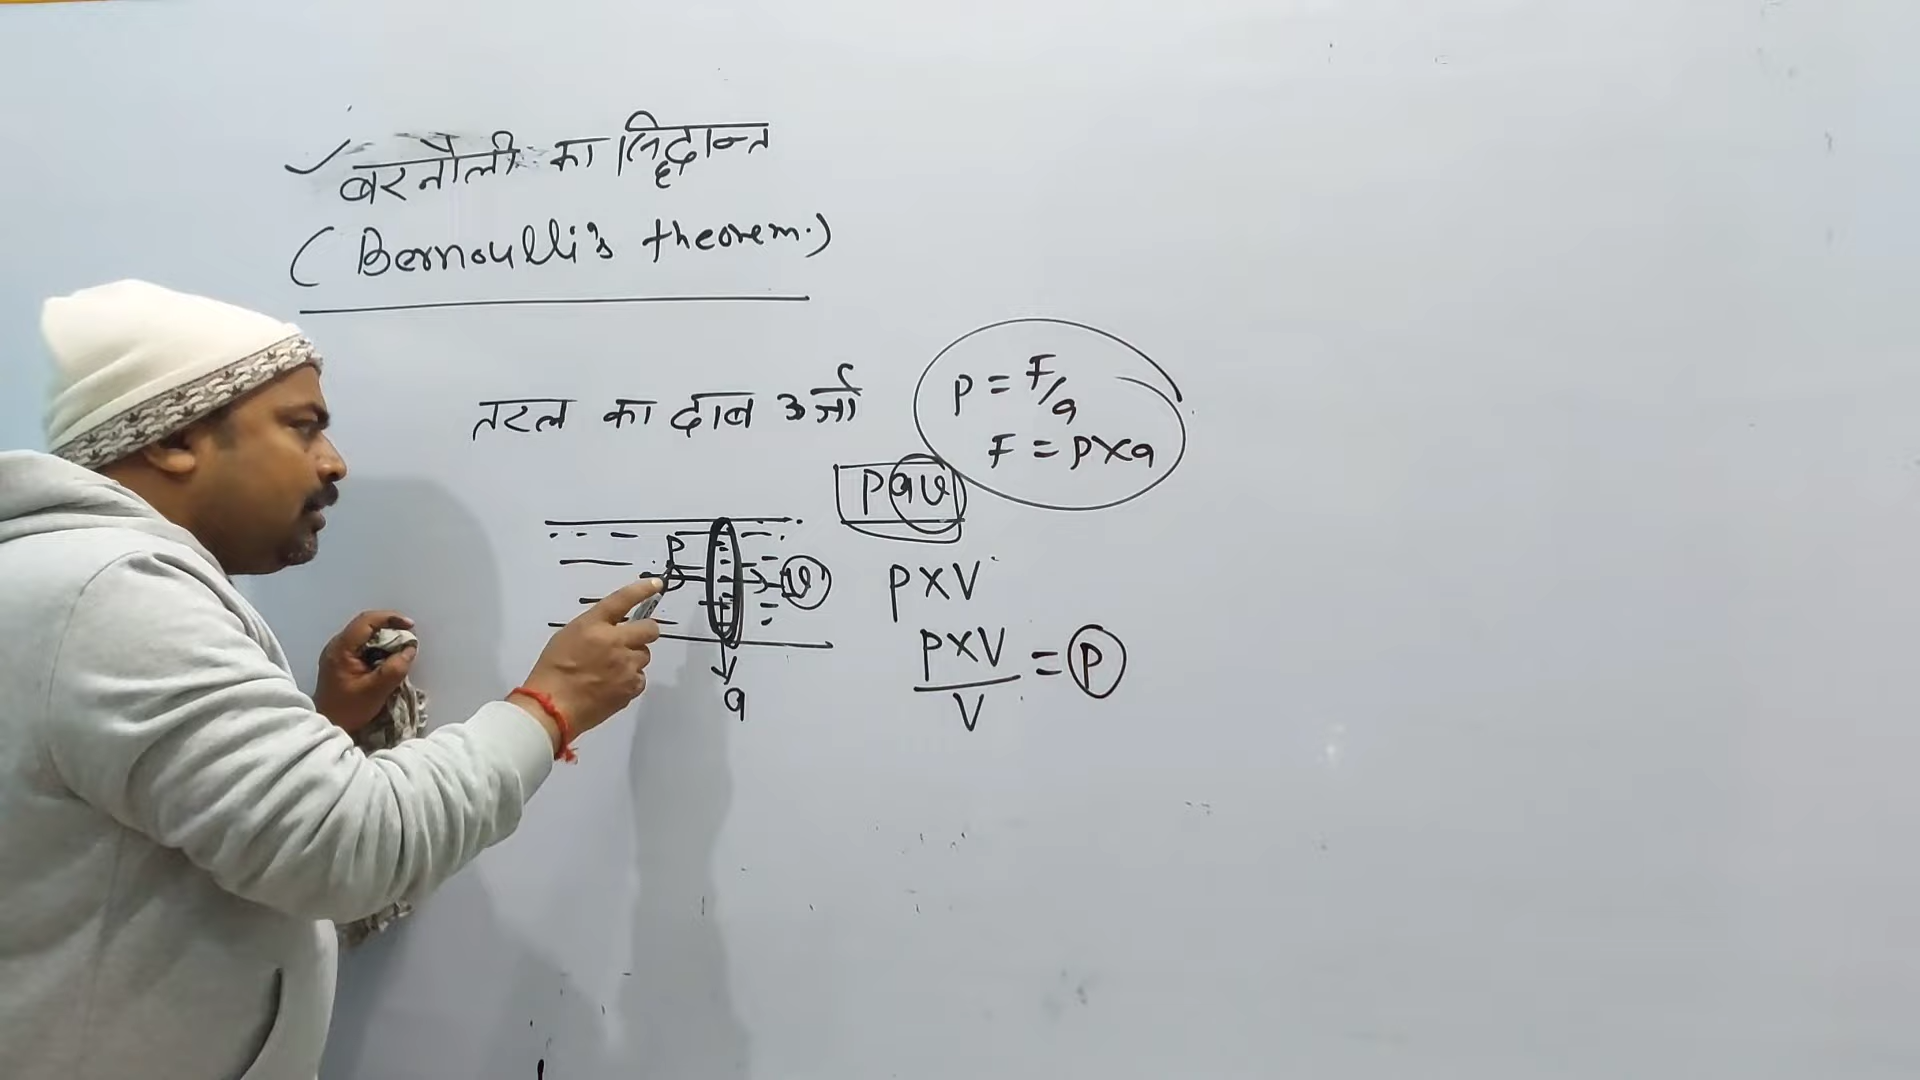 बरनौली का सिद्धान्त
(Bernoulli's theorem.)
तरल का दाब ऊर्जा
P = F/a
F = P×a
Pav
P
v
a
P×V
P×V
V
= P